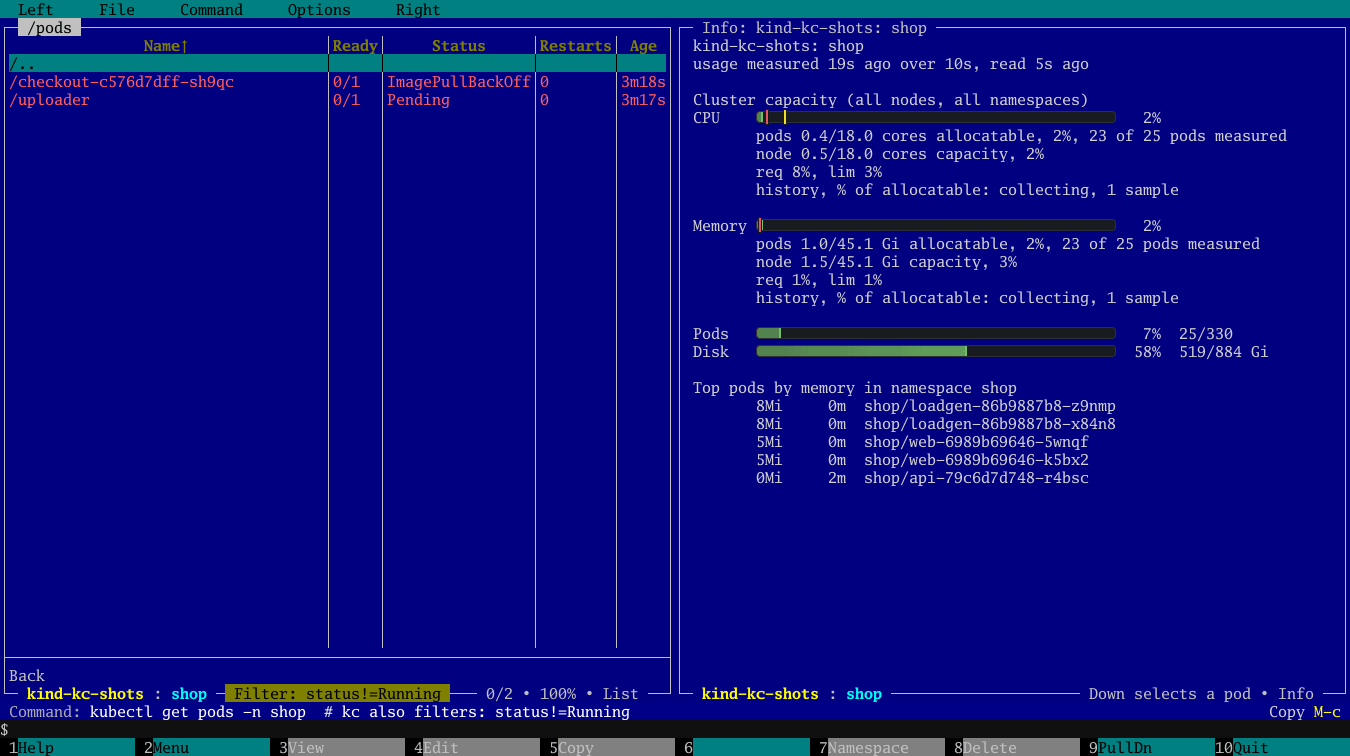 Left File Command Options Right
/pods
Name↑ Ready Status Restarts Age
/..
/checkout-c576d7dff-sh9qc 0/1 ImagePullBackOff 0 3m18s
/uploader 0/1 Pending 0 3m17s
Back
kind-kc-shots : shop Filter: status!=Running 0/2 • 100% • List
Info: kind-kc-shots: shop
kind-kc-shots: shop
usage measured 19s ago over 10s, read 5s ago
Cluster capacity (all nodes, all namespaces)
CPU 2%
pods 0.4/18.0 cores allocatable, 2%, 23 of 25 pods measured
node 0.5/18.0 cores capacity, 2%
req 8%, lim 3%
history, % of allocatable: collecting, 1 sample
Memory 2%
pods 1.0/45.1 Gi allocatable, 2%, 23 of 25 pods measured
node 1.5/45.1 Gi capacity, 3%
req 1%, lim 1%
history, % of allocatable: collecting, 1 sample
Pods 7% 25/330
Disk 58% 519/884 Gi
Top pods by memory in namespace shop
8Mi 0m shop/loadgen-86b9887b8-z9nmp
8Mi 0m shop/loadgen-86b9887b8-x84n8
5Mi 0m shop/web-6989b69646-5wnqf
5Mi 0m shop/web-6989b69646-k5bx2
0Mi 2m shop/api-79c6d7d748-r4bsc
kind-kc-shots : shop Down selects a pod • Info
Command: kubectl get pods -n shop # kc also filters: status!=Running Copy M-c
$
1Help 2Menu 3View 4Edit 5Copy 6 7Namespace 8Delete 9PullDn 10Quit